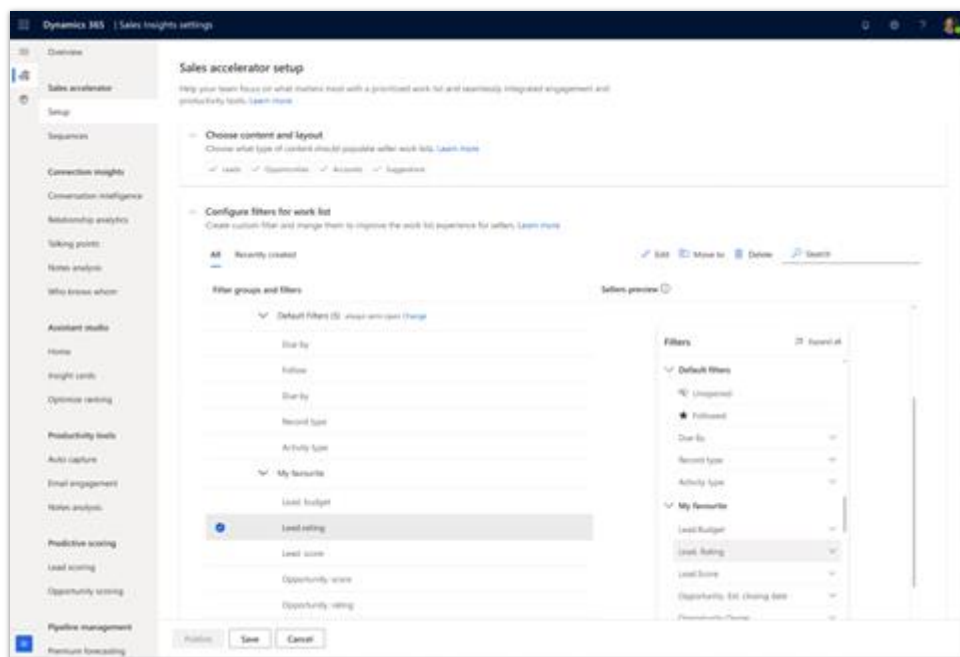 Dynamics 365 | Sales Insights settings
Overview
Sales accelerator
Setup
Sequences
Connection insights
Conversation intelligence
Relationship analytics
Talking points
Notes analysis
Who knows whom
Assistant studio
Home
Insight cards
Optimize ranking
Productivity tools
Auto capture
Email engagement
Notes analysis
Predictive scoring
Lead scoring
Opportunity scoring
Pipeline management
Premium forecasting
Sales accelerator setup
Help your team focus on what matters most with a prioritized work list and seamlessly integrated engagement and
productivity tools. Learn more
Choose content and layout
Choose what type of content should populate seller work lists. Learn more
Leads Opportunities Accounts Suggestions
Configure filters for work list
Create custom filter and mange them to improve the work list experience for sellers. Learn more
All Recently created
Edit Move to Delete Search
Filter groups and filters
Default Filters (5) always semi open Change
Due by
Follow
Due by
Record type
Activity type
My favourite
Lead: budget
Lead: rating
Lead: score
Opportunity: score
Opportunity: rating
Sellers preview
Filters Expand all
Default filters
Unopened
Followed
Due By
Record type
Activity type
My favourite
Lead: Budget
Lead: Rating
Lead: Score
Opportunity: Est. closing date
Publish Save Cancel